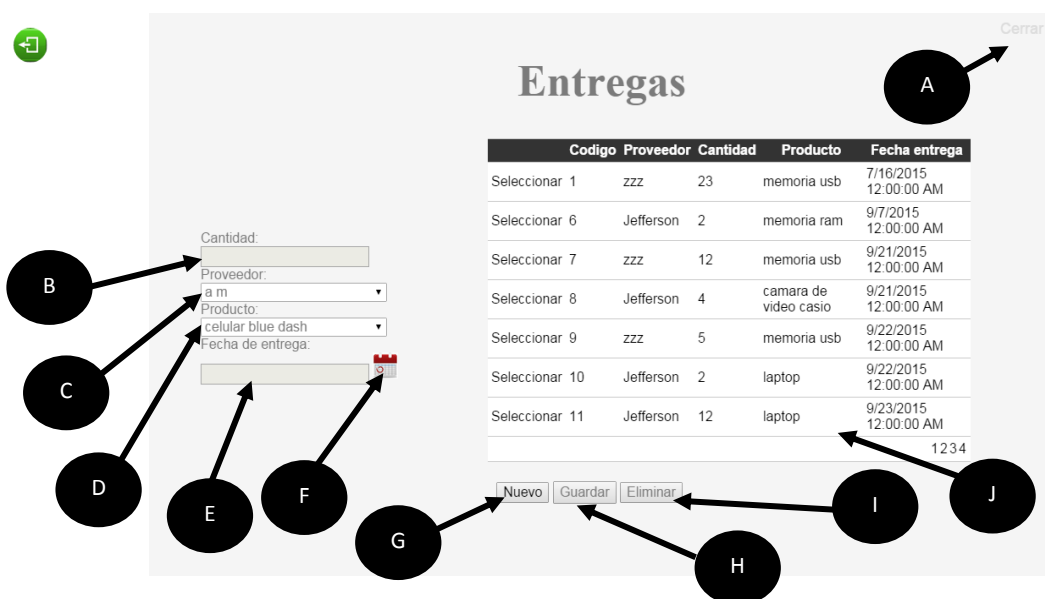 Cerrar
A
Entregas
Codigo Proveedor Cantidad Producto Fecha entrega
Seleccionar 1 zzz 23 memoria usb 7/16/2015 12:00:00 AM
Seleccionar 6 Jefferson 2 memoria ram 9/7/2015 12:00:00 AM
Seleccionar 7 zzz 12 memoria usb 9/21/2015 12:00:00 AM
Seleccionar 8 Jefferson 4 camara de video casio 9/21/2015 12:00:00 AM
Seleccionar 9 zzz 5 memoria usb 9/22/2015 12:00:00 AM
Seleccionar 10 Jefferson 2 laptop 9/22/2015 12:00:00 AM
Seleccionar 11 Jefferson 12 laptop 9/23/2015 12:00:00 AM
1 2 3 4
Cantidad:
B
Proveedor:
a m
Producto:
celular blue dash
Fecha de entrega:
C
D
E
F
Nuevo Guardar Eliminar
G
H
I
J